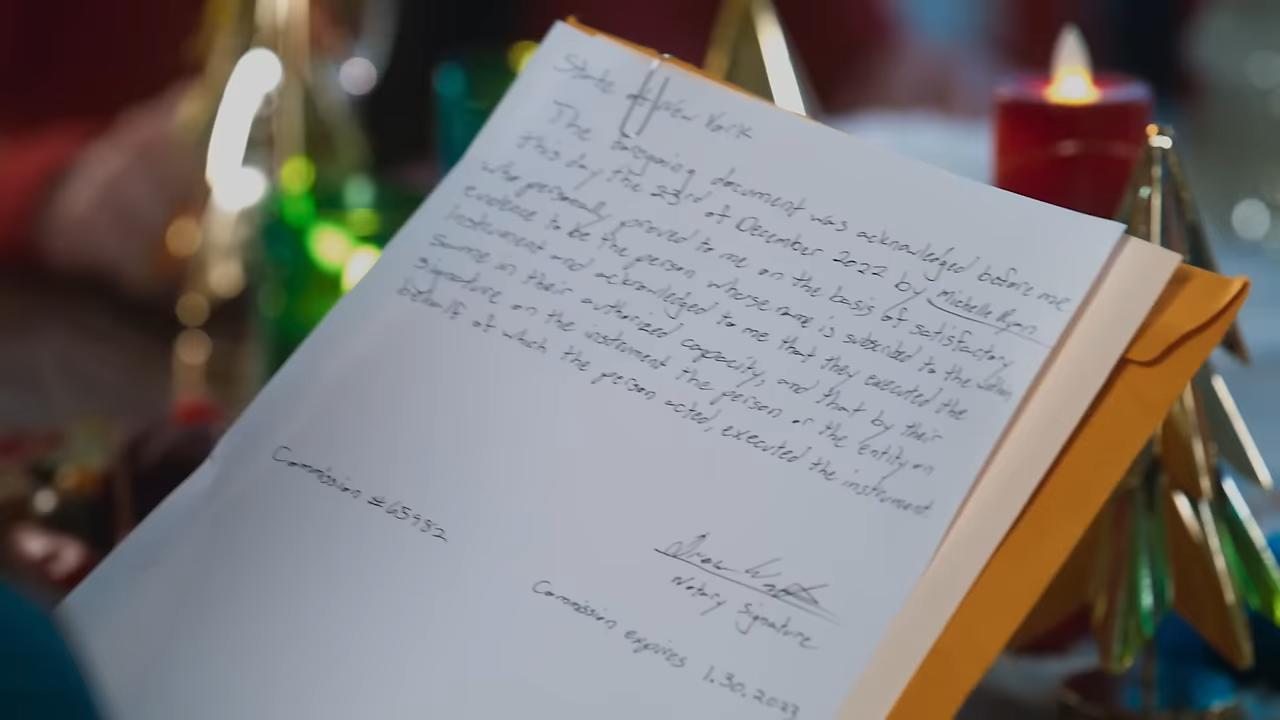 State of New York
The foregoing document was acknowledged before me
this day the 23rd of December 2022 by Michelle Ryan
who personally proved to me on the basis of satisfactory
evidence to be the person whose name is subscribed to the within
instrument and acknowledged to me that they executed the
same in their authorized capacity, and that by their
signature on the instrument the person or the entity on
behalf of which the person acted, executed the instrument.
Commission #65982
Notary Signature
Commission expires 1.30.2023